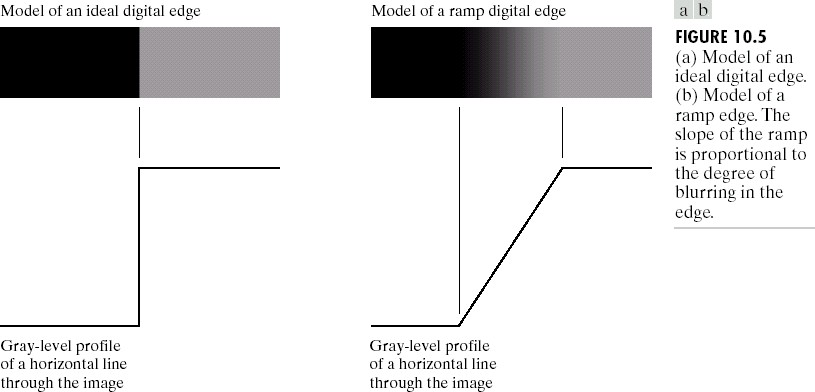 Model of an ideal digital edge
Model of a ramp digital edge
Gray-level profile
of a horizontal line
through the image
Gray-level profile
of a horizontal line
through the image
a b
FIGURE 10.5
(a) Model of an
ideal digital edge.
(b) Model of a
ramp edge. The
slope of the ramp
is proportional to
the degree of
blurring in the
edge.